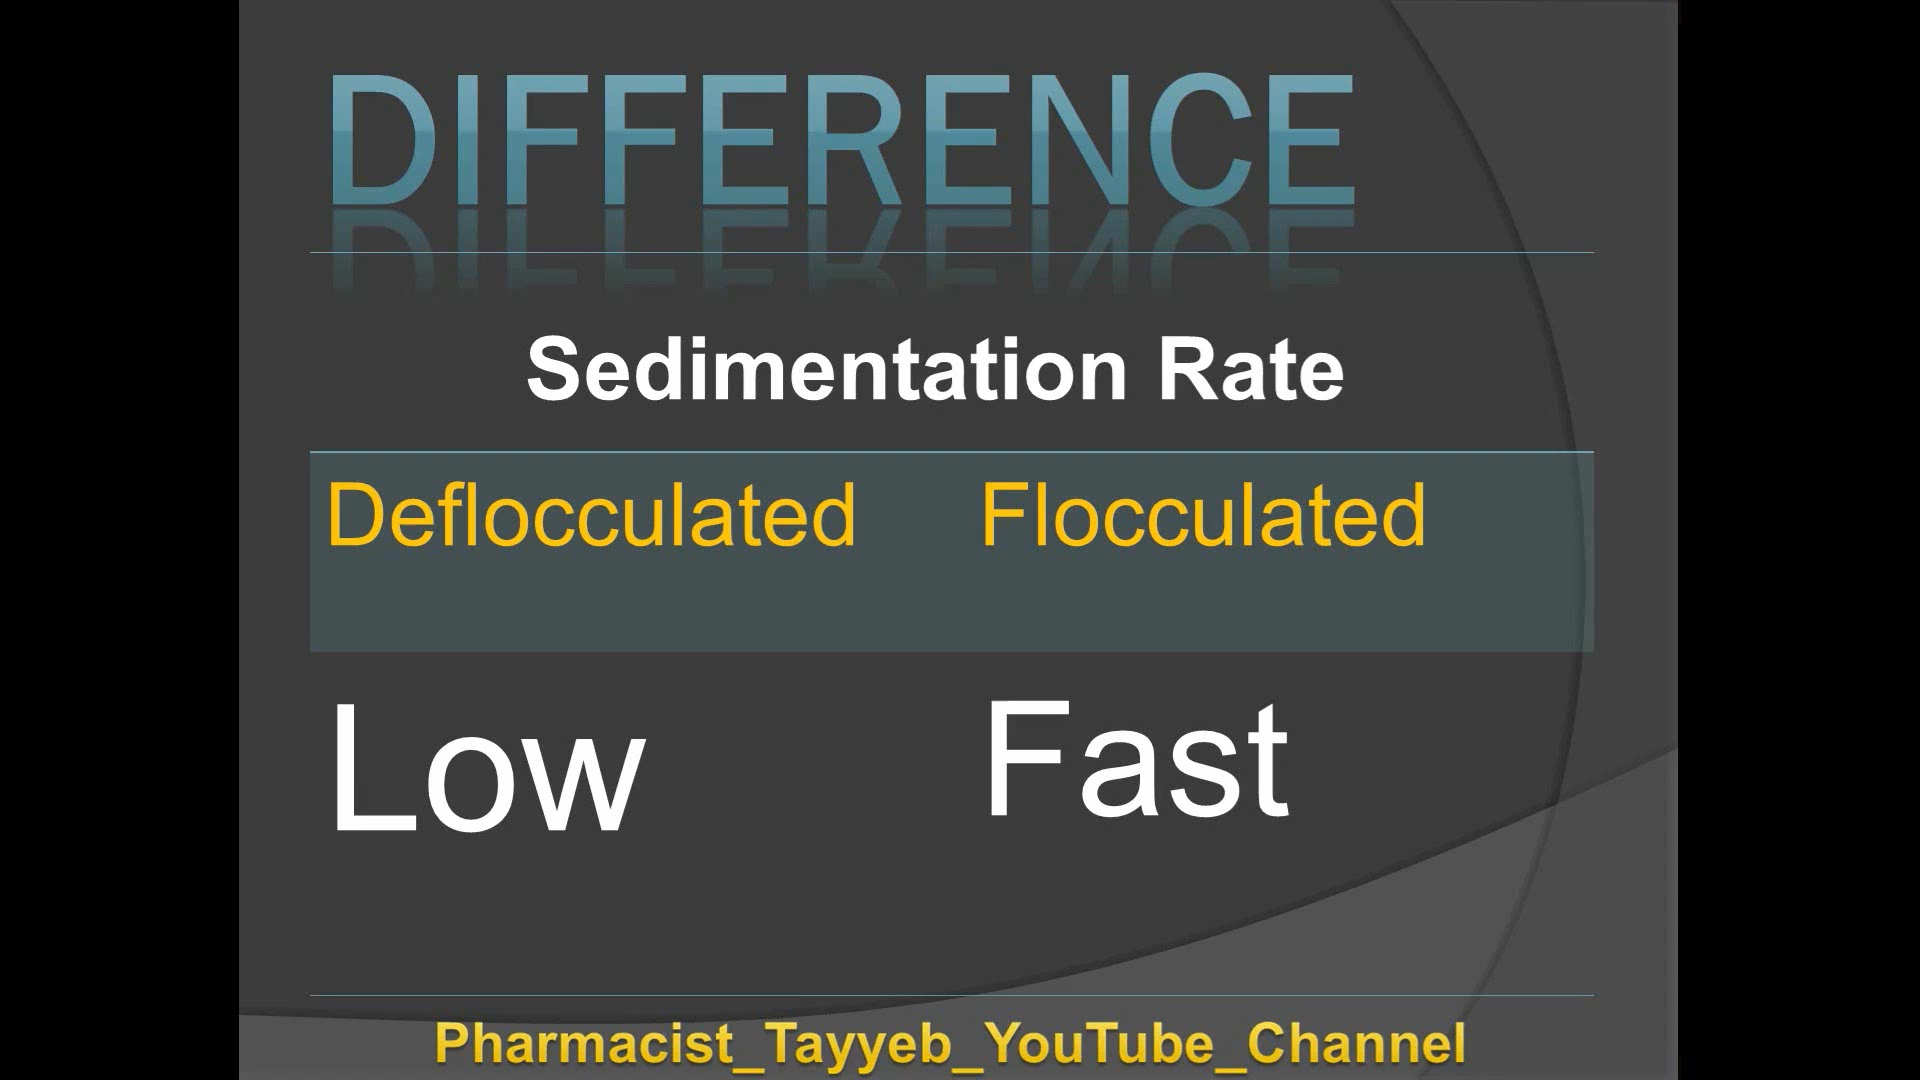 DIFFERENCE
Sedimentation Rate
Deflocculated Flocculated
Low Fast
Pharmacist_Tayyeb_YouTube_Channel